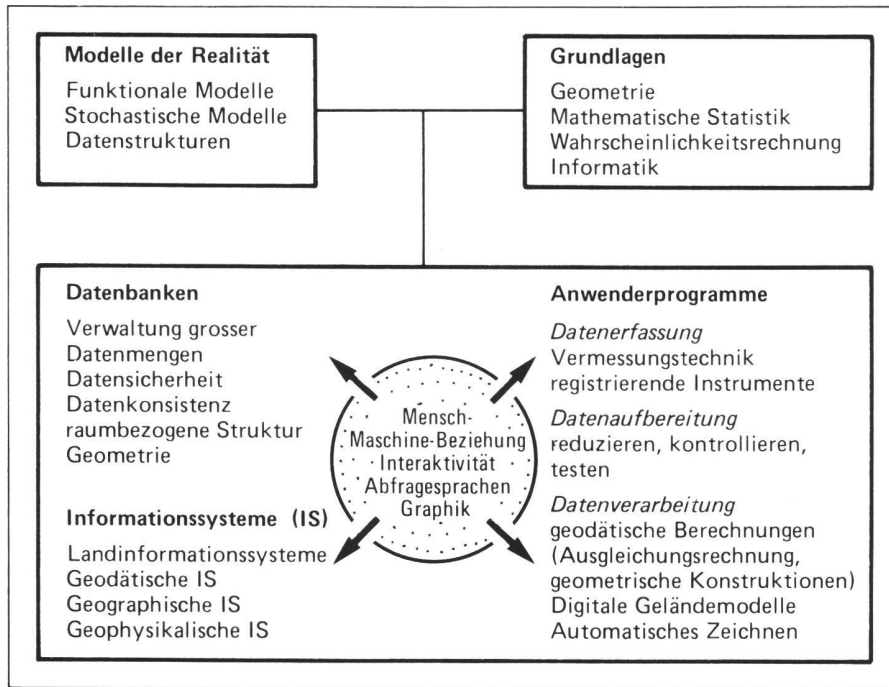 Modelle der Realität
Funktionale Modelle
Stochastische Modelle
Datenstrukturen
Grundlagen
Geometrie
Mathematische Statistik
Wahrscheinlichkeitsrechnung
Informatik
Datenbanken
Verwaltung grosser
Datenmengen
Datensicherheit
Datenkonsistenz
raumbezogene Struktur
Geometrie
Informationssysteme (IS)
Landinformationssysteme
Geodätische IS
Geographische IS
Geophysikalische IS
Mensch-
Maschine-Beziehung
Interaktivität
Abfragesprachen
Graphik
Anwenderprogramme
Datenerfassung
Vermessungstechnik
registrierende Instrumente
Datenaufbereitung
reduzieren, kontrollieren,
testen
Datenverarbeitung
geodätische Berechnungen
(Ausgleichungsrechnung,
geometrische Konstruktionen)
Digitale Geländemodelle
Automatisches Zeichnen